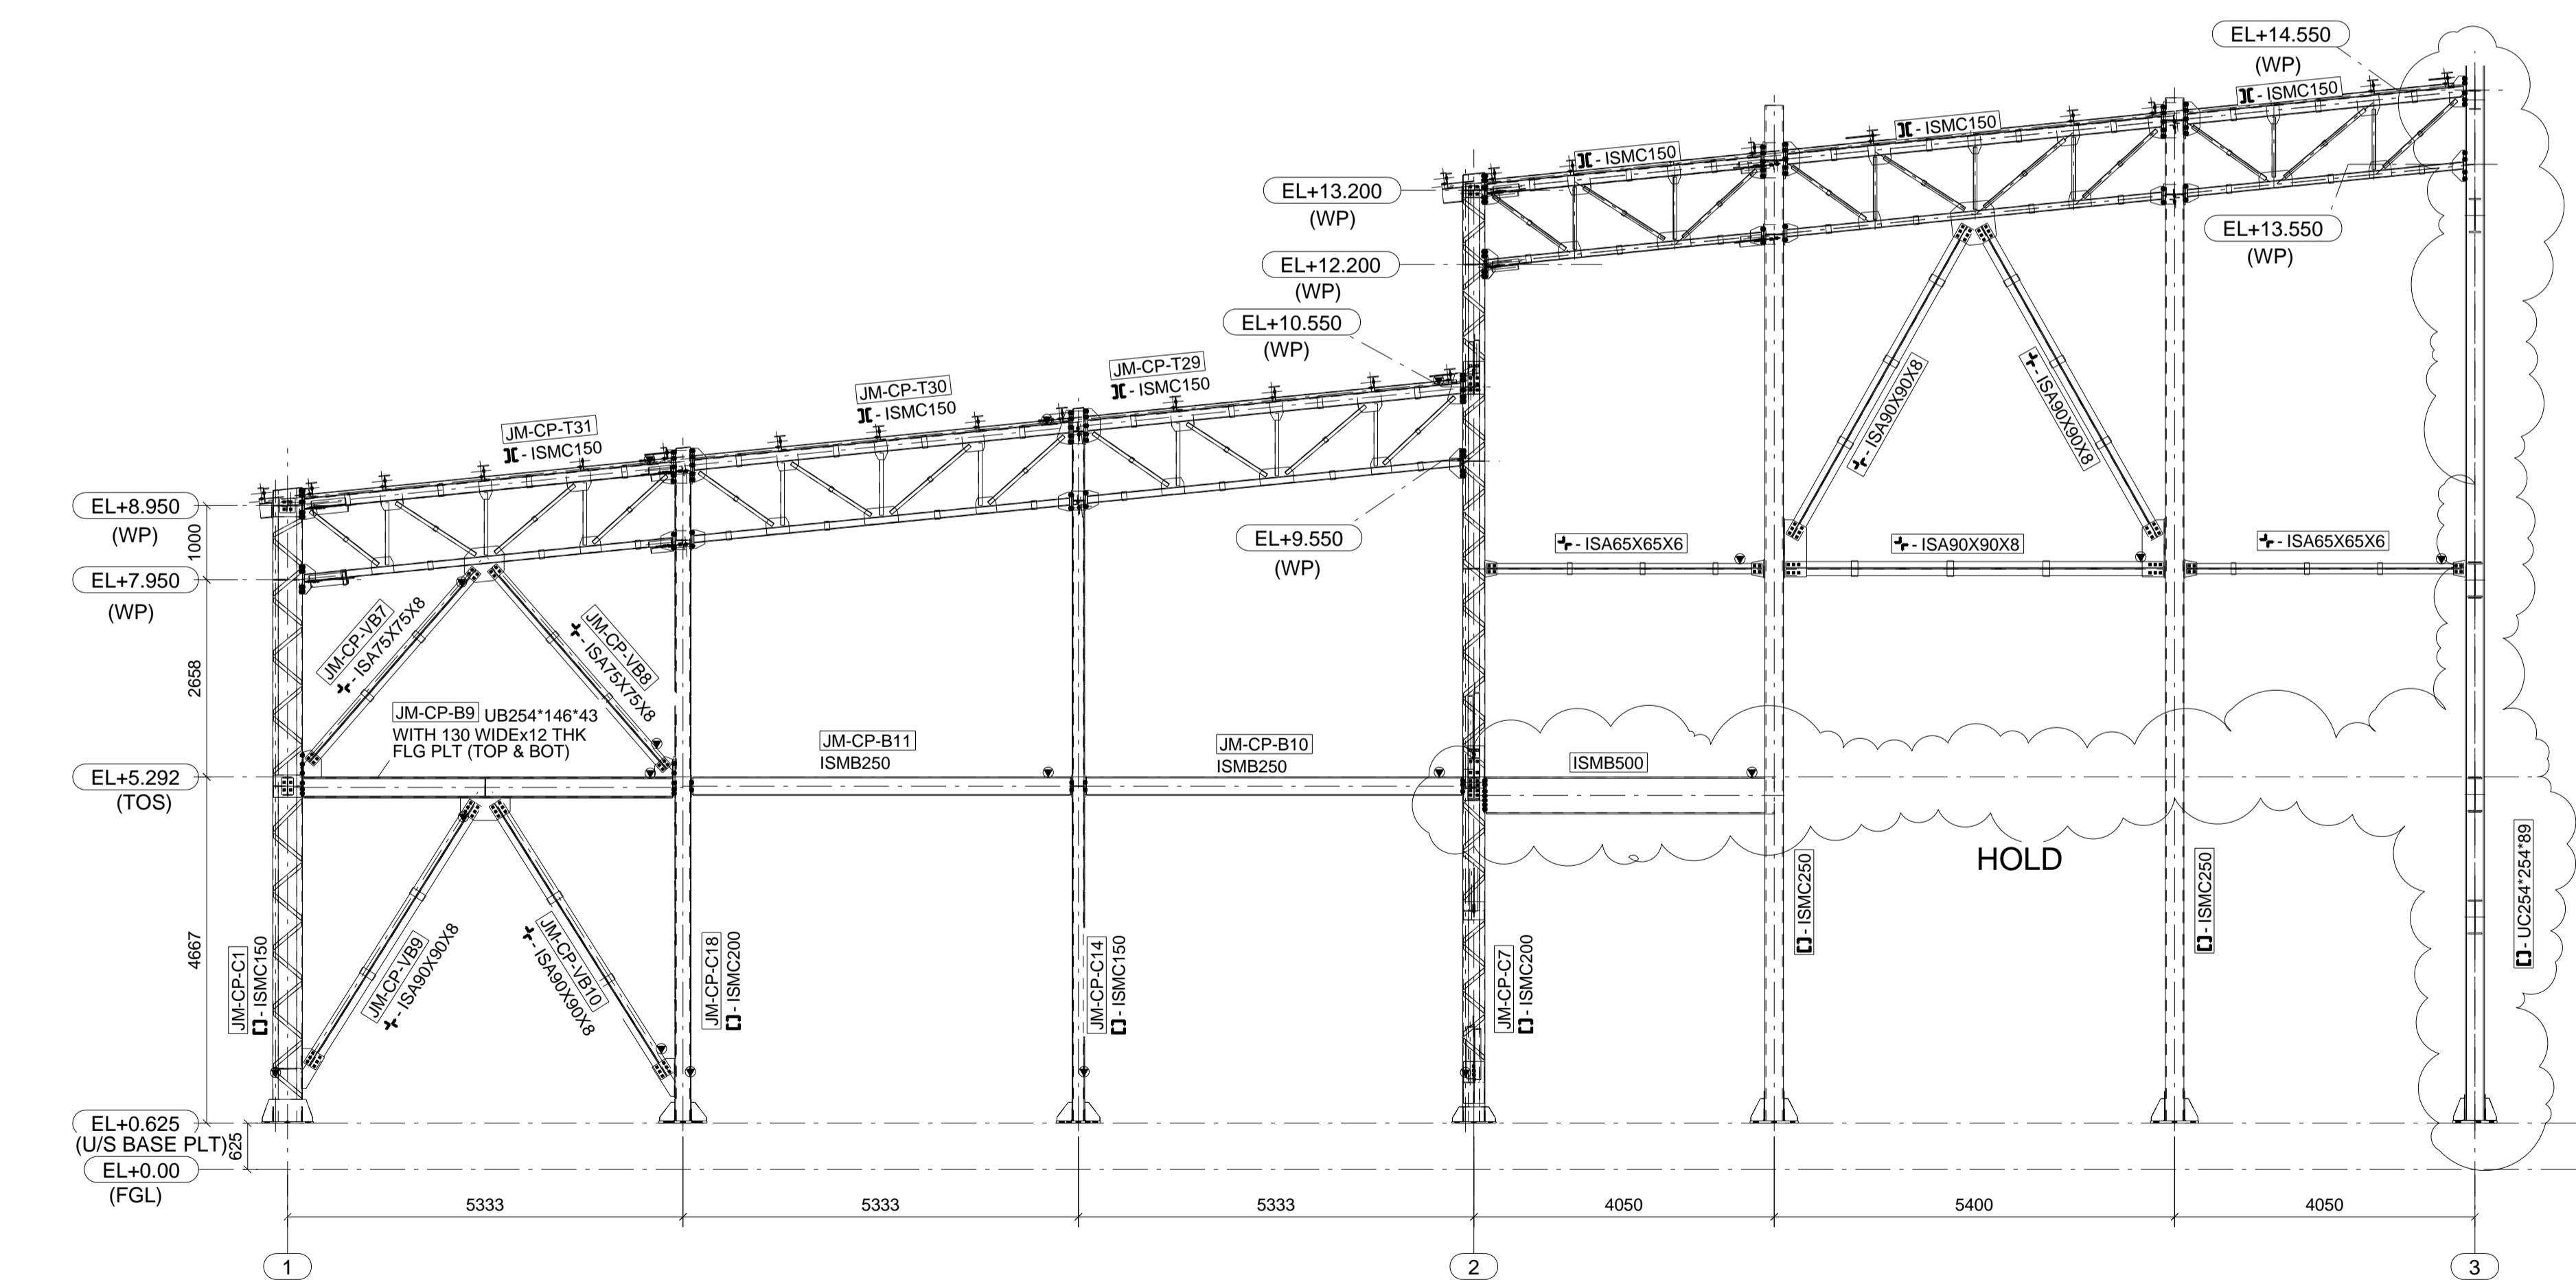 EL+14.550
(WP)
- ISMC150
- ISMC150
- ISMC150
EL+13.200
(WP)
EL+13.550
(WP)
EL+12.200
(WP)
EL+10.550
(WP)
JM-CP-T29
- ISMC150
JM-CP-T30
- ISMC150
JM-CP-T31
- ISMC150
- ISA90X90X8
- ISA90X90X8
EL+8.950
(WP)
1000
EL+9.550
(WP)
- ISA65X65X6
- ISA90X90X8
- ISA65X65X6
EL+7.950
(WP)
JM-CP-VB7
- ISA75X75X8
JM-CP-VB8
- ISA75X75X8
2658
JM-CP-B9 UB254*146*43
WITH 130 WIDEx12 THK
FLG PLT (TOP & BOT)
JM-CP-B11
ISMB250
JM-CP-B10
ISMB250
ISMB500
EL+5.292
(TOS)
HOLD
4667
JM-CP-C1
- ISMC150
JM-CP-VB9
- ISA90X90X8
JM-CP-VB10
- ISA90X90X8
JM-CP-C18
- ISMC200
JM-CP-C14
- ISMC150
JM-CP-C7
- ISMC200
- ISMC250
- ISMC250
- UC254*254*89
EL+0.625
(U/S BASE PLT)
625
EL+0.00
(FGL)
5333
5333
5333
4050
5400
4050
1
2
3